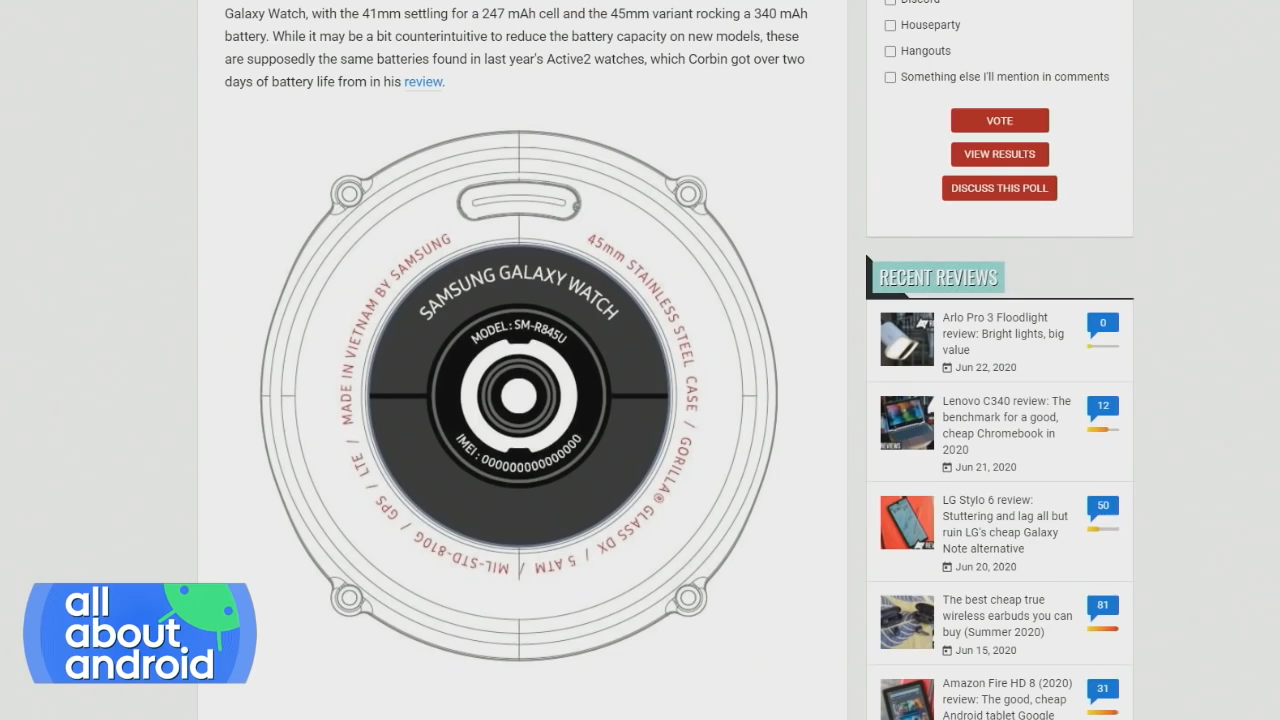 Galaxy Watch, with the 41mm settling for a 247 mAh cell and the 45mm variant rocking a 340 mAh
battery. While it may be a bit counterintuitive to reduce the battery capacity on new models, these
are supposedly the same batteries found in last year's Active2 watches, which Corbin got over two
days of battery life from in his review.
MADE IN VIETNAM BY SAMSUNG
45mm STAINLESS STEEL CASE / GORILLA® GLASS DX / 5 ATM / MIL-STD-810G / GPS / LTE /
SAMSUNG GALAXY WATCH
MODEL : SM-R845U
IMEI : 000000000000000
all
about
android
Discord
Houseparty
Hangouts
Something else I'll mention in comments
VOTE
VIEW RESULTS
DISCUSS THIS POLL
RECENT REVIEWS
Arlo Pro 3 Floodlight
review: Bright lights, big
value
Jun 22, 2020
0
Lenovo C340 review: The
benchmark for a good,
cheap Chromebook in
2020
Jun 21, 2020
12
REVIEWS
LG Stylo 6 review:
Stuttering and lag all but
ruin LG's cheap Galaxy
Note alternative
Jun 20, 2020
50
The best cheap true
wireless earbuds you can
buy (Summer 2020)
Jun 15, 2020
81
Amazon Fire HD 8 (2020)
review: The good, cheap
Android tablet Google
31